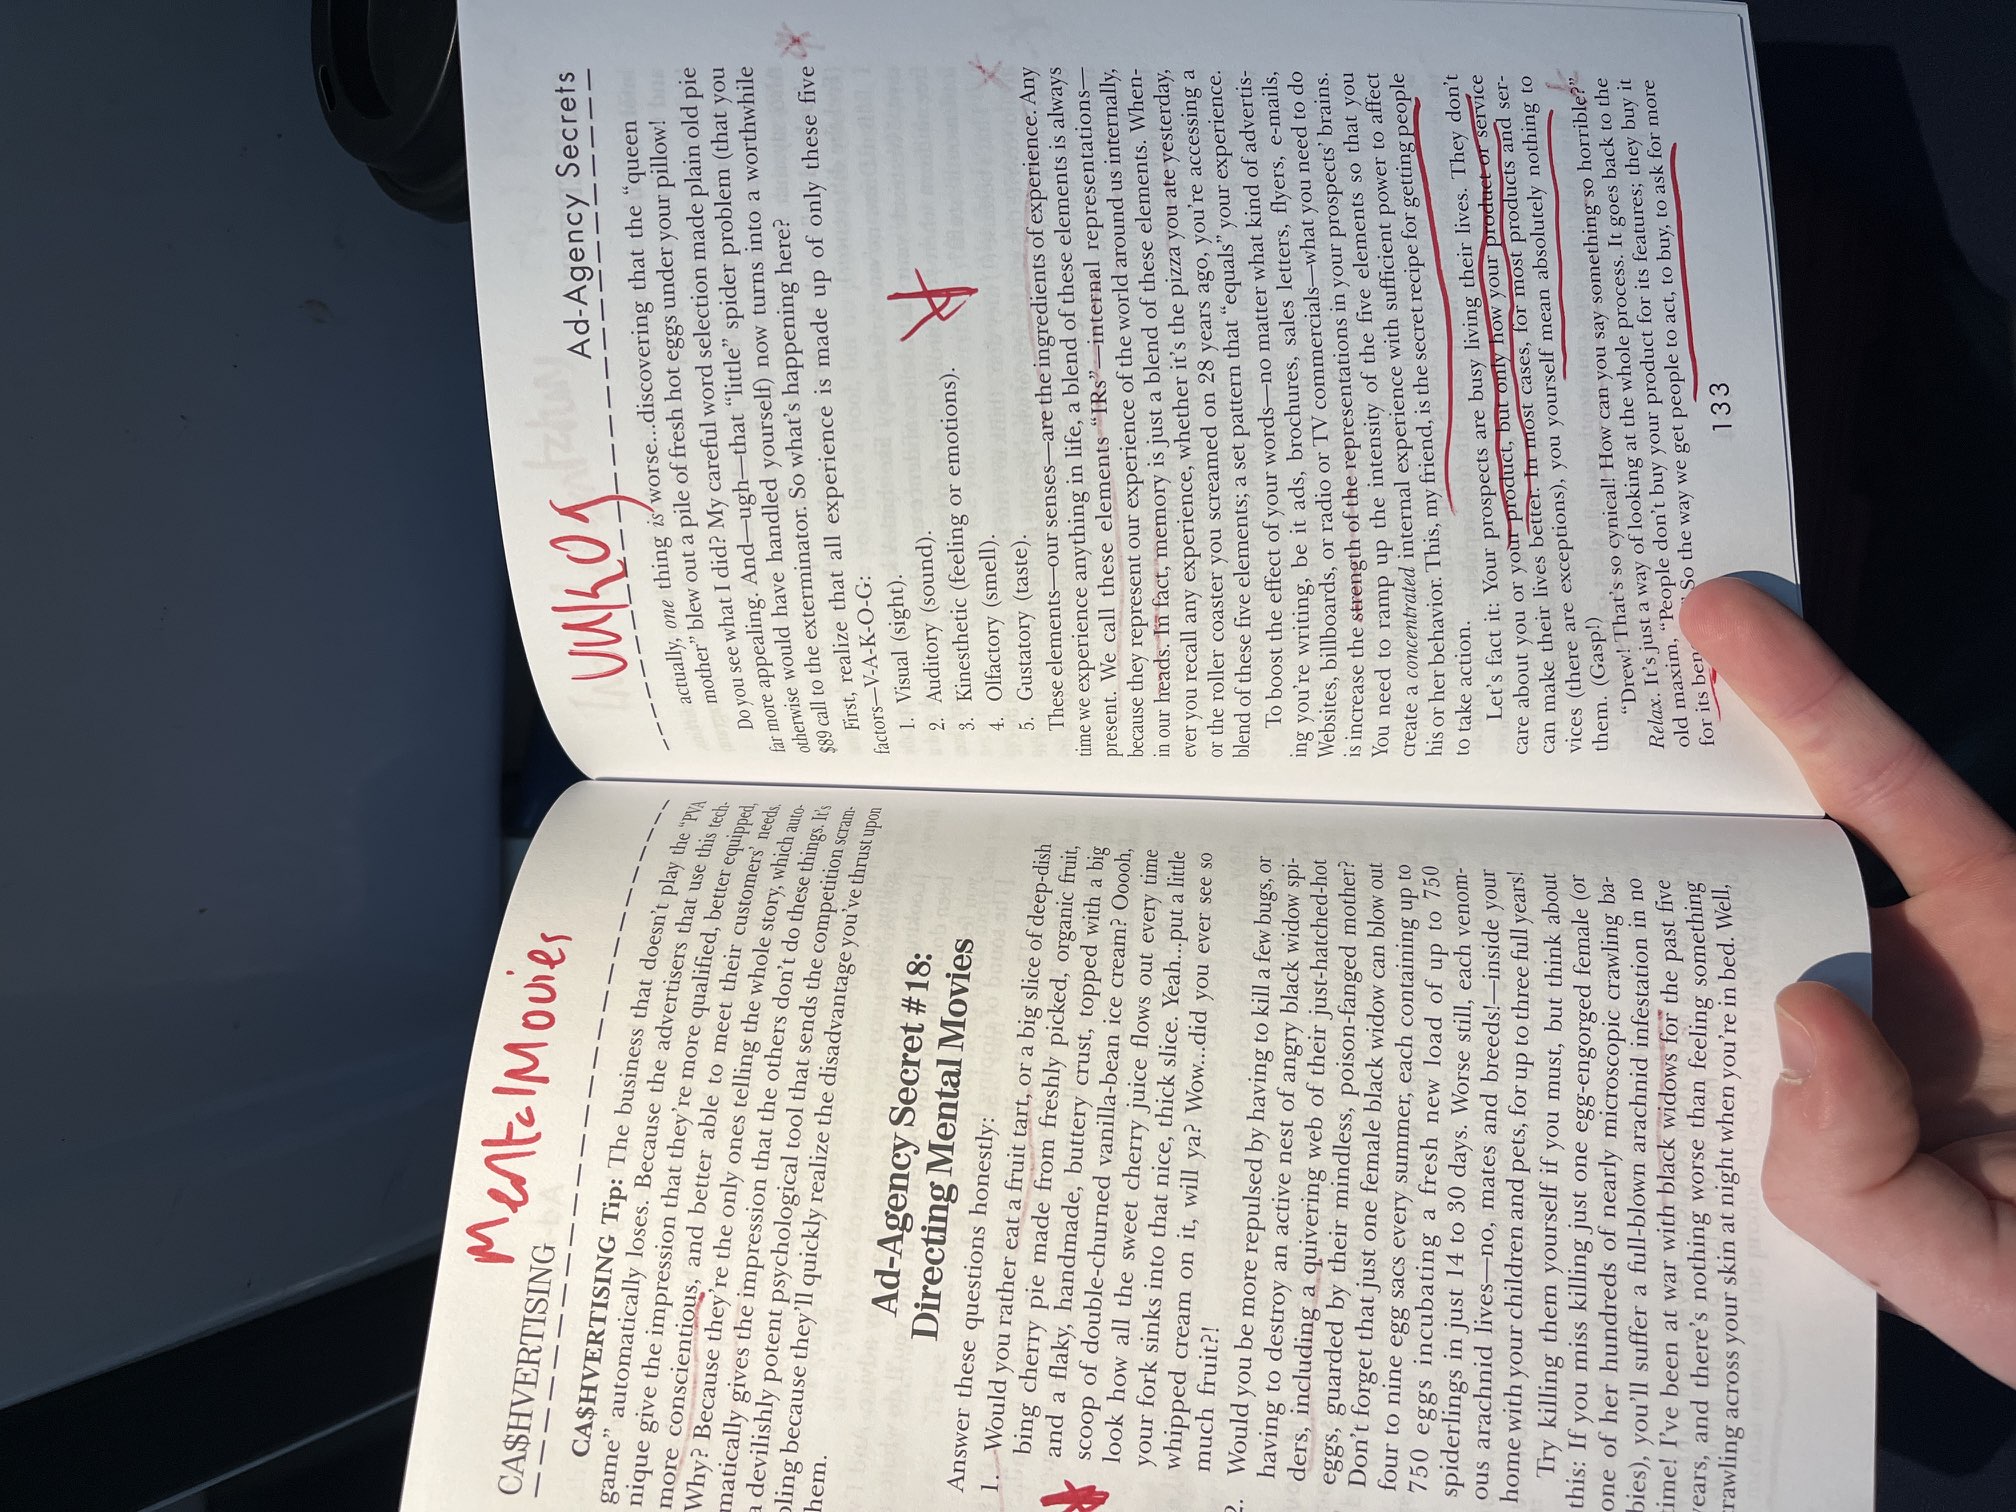 Mental Movies
CA$HVERTISING
CA$HVERTISING Tip: The business that doesn't play the "PVA
game" automatically loses. Because the advertisers that use this tech-
nique give the impression that they're more qualified, better equipped,
more conscientious, and better able to meet their customers' needs.
Why? Because they're the only ones telling the whole story, which auto-
matically gives the impression that the others don't do these things. It's
a devilishly potent psychological tool that sends the competition scram-
bling because they'll quickly realize the disadvantage you've thrust upon
them.
Ad-Agency Secret #18:
Directing Mental Movies
Answer these questions honestly:
1. Would you rather eat a fruit tart, or a big slice of deep-dish
bing cherry pie made from freshly picked, organic fruit,
and a flaky, handmade, buttery crust, topped with a big
scoop of double-churned vanilla-bean ice cream? Ooooh,
look how all the sweet cherry juice flows out every time
your fork sinks into that nice, thick slice. Yeah...put a little
whipped cream on it, will ya? Wow...did you ever see so
much fruit?!
2. Would you be more repulsed by having to kill a few bugs, or
having to destroy an active nest of angry black widow spi-
ders, including a quivering web of their just-hatched-hot
eggs, guarded by their mindless, poison-fanged mother?
Don't forget that just one female black widow can blow out
four to nine egg sacs every summer, each containing up to
750 eggs incubating a fresh new load of up to 750
spiderlings in just 14 to 30 days. Worse still, each venom-
ous arachnid lives—no, mates and breeds!—inside your
home with your children and pets, for up to three full years!
Try killing them yourself if you must, but think about
this: If you miss killing just one egg-engorged female (or
one of her hundreds of nearly microscopic crawling ba-
bies), you'll suffer a full-blown arachnid infestation in no
time! I've been at war with black widows for the past five
years, and there's nothing worse than feeling something
crawling across your skin at night when you're in bed. Well,
Ad-Agency Secrets
actually, one thing is worse...discovering that the "queen
mother" blew out a pile of fresh hot eggs under your pillow!
Do you see what I did? My careful word selection made plain old pie
far more appealing. And—ugh—that "little" spider problem (that you
otherwise would have handled yourself) now turns into a worthwhile
$89 call to the exterminator. So what's happening here?
First, realize that all experience is made up of only these five
factors—V-A-K-O-G:
1. Visual (sight).
2. Auditory (sound).
3. Kinesthetic (feeling or emotions).
4. Olfactory (smell).
5. Gustatory (taste).
These elements—our senses—are the ingredients of experience. Any
time we experience anything in life, a blend of these elements is always
present. We call these elements "IRs"—internal representations—
because they represent our experience of the world around us internally,
in our heads. In fact, memory is just a blend of these elements. When-
ever you recall any experience, whether it's the pizza you ate yesterday,
or the roller coaster you screamed on 28 years ago, you're accessing a
blend of these five elements; a set pattern that "equals" your experience.
To boost the effect of your words—no matter what kind of advertis-
ing you're writing, be it ads, brochures, sales letters, flyers, e-mails,
Websites, billboards, or radio or TV commercials—what you need to do
is increase the strength of the representations in your prospects' brains.
You need to ramp up the intensity of the five elements so that you
create a concentrated internal experience with sufficient power to affect
his or her behavior. This, my friend, is the secret recipe for getting people
to take action.
Let's fact it: Your prospects are busy living their lives. They don't
care about you or your product, but only how your product or service
can make their lives better. In most cases, for most products and ser-
vices (there are exceptions), you yourself mean absolutely nothing to
them. (Gasp!)
"Drew! That's so cynical! How can you say something so horrible?"
Relax. It's just a way of looking at the whole process. It goes back to the
old maxim, "People don't buy your product for its features; they buy it
for its So the way we get people to act, to buy, to ask for more
133